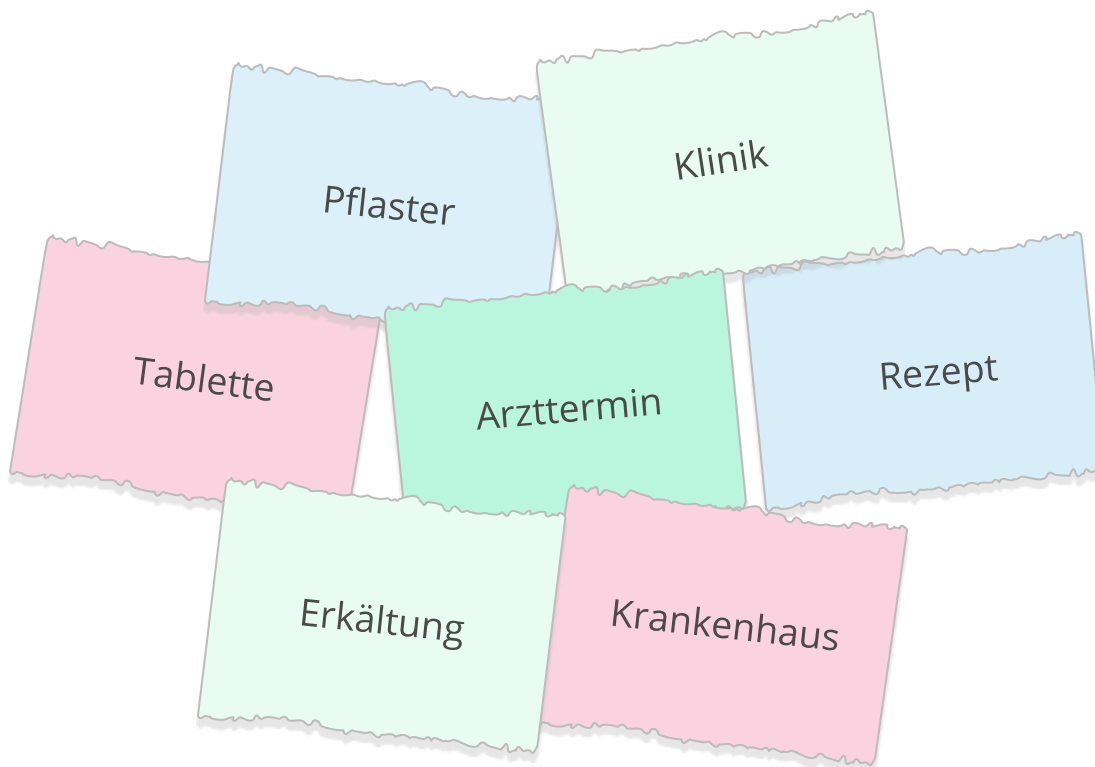 Klinik
Pflaster
Tablette
Arzttermin
Rezept
Erkältung
Krankenhaus